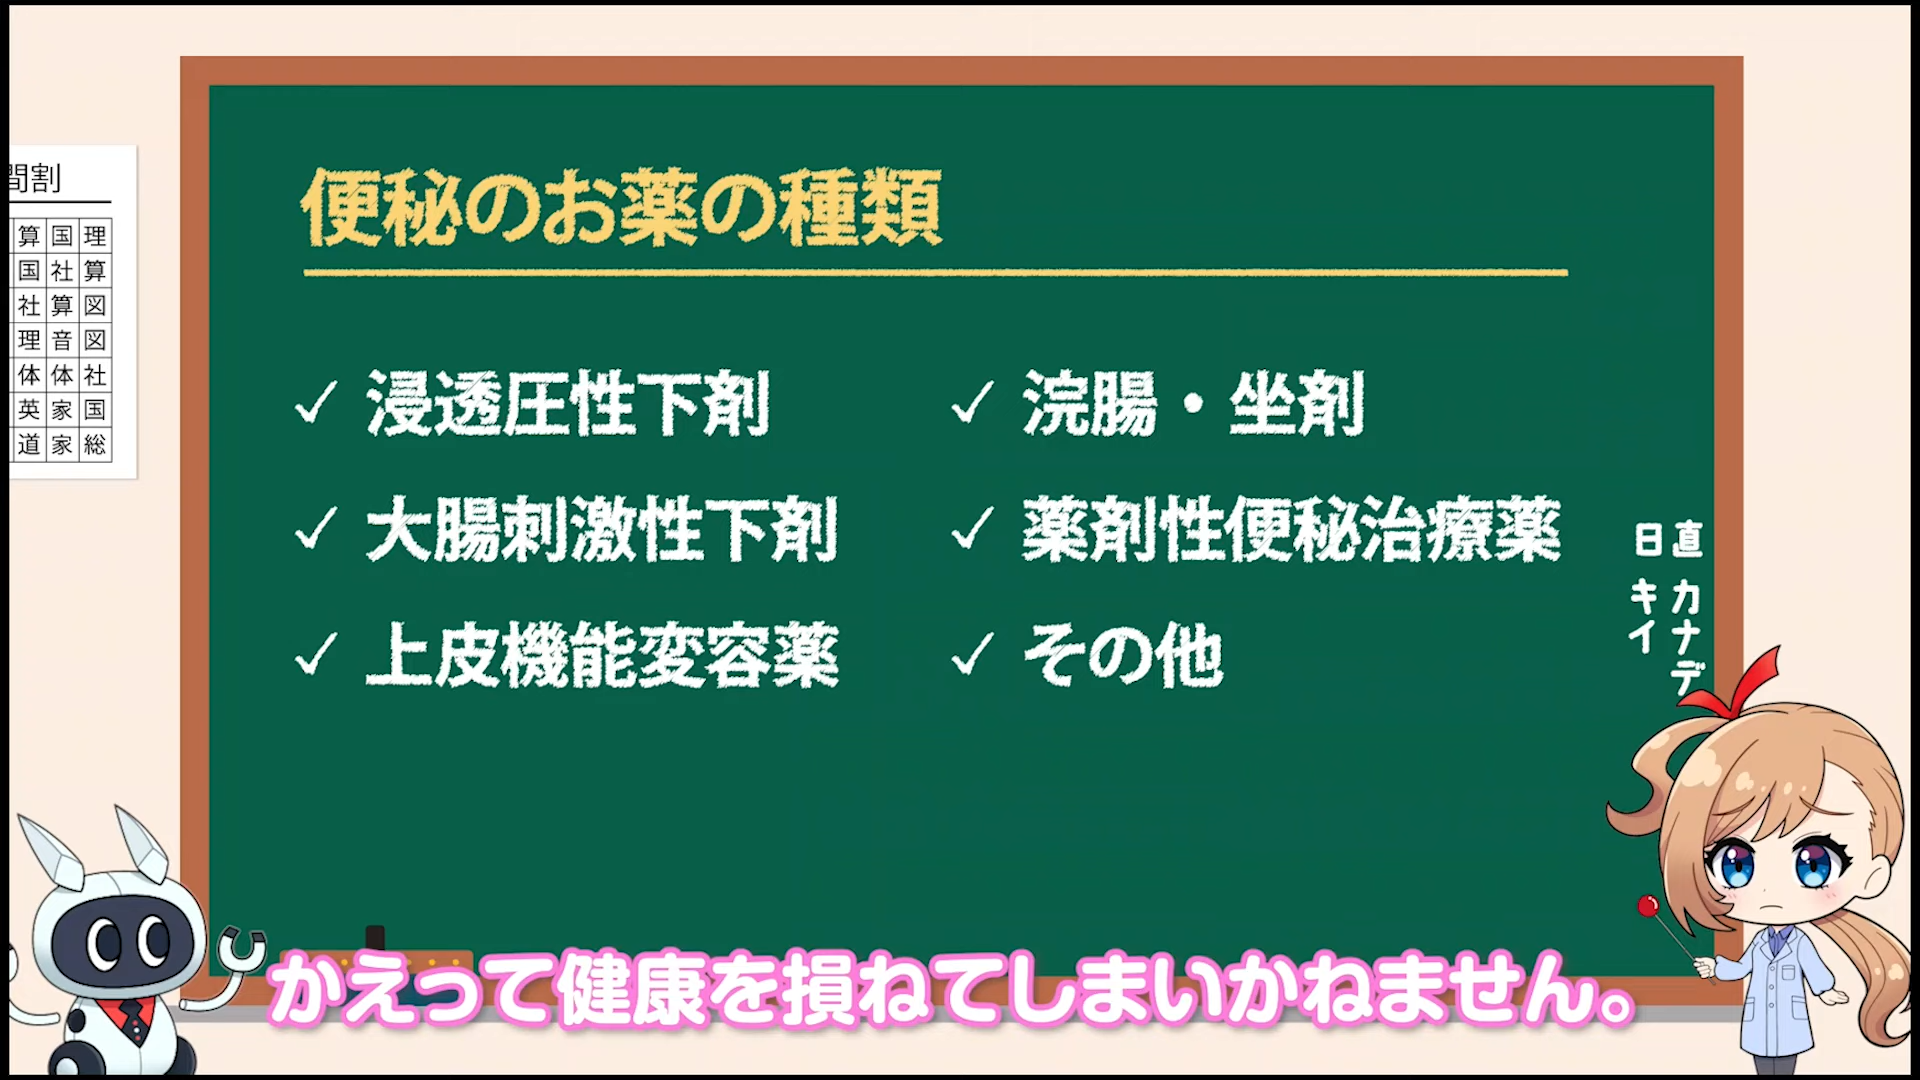 便秘のお薬の種類
✓ 浸透圧性下剤
✓ 大腸刺激性下剤
✓ 上皮機能変容薬
✓ 浣腸・坐剤
✓ 薬剤性便秘治療薬
✓ その他
間割
算 国 理
国 社 算
社 算 図
理 音 図
体 体 社
英 家 国
道 家 総
日直
カナデ
キイ
かえって健康を損ねてしまいかねません。